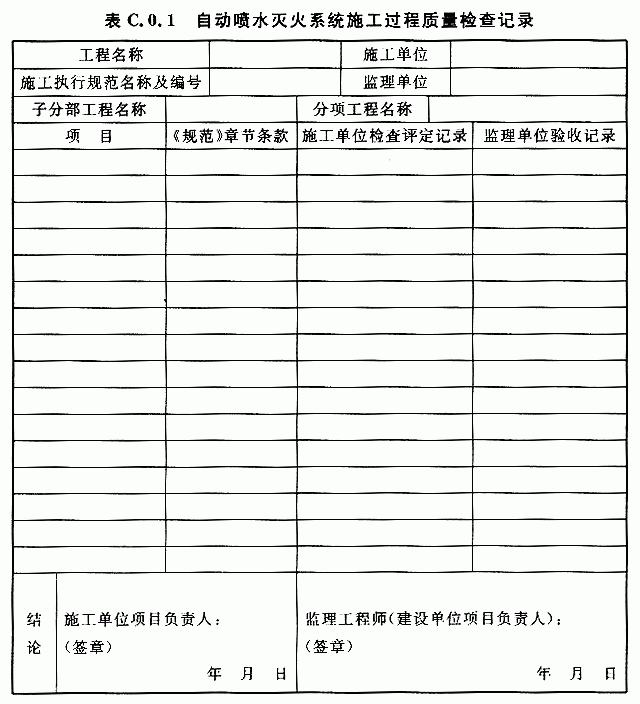 表 C.0.1 自动喷水灭火系统施工过程质量检查记录
工程名称 施工单位
施工执行规范名称及编号 监理单位
子分部工程名称 分项工程名称
项 目 《规范》章节条款 施工单位检查评定记录 监理单位验收记录
结论
施工单位项目负责人：
（签章）
年 月 日
监理工程师（建设单位项目负责人）：
（签章）
年 月 日